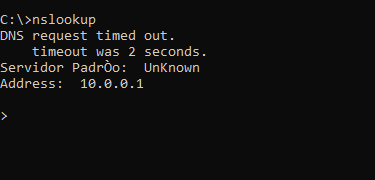 C:\>nslookup
DNS request timed out.
    timeout was 2 seconds.
Servidor PadrÒo:  UnKnown
Address:  10.0.0.1

>